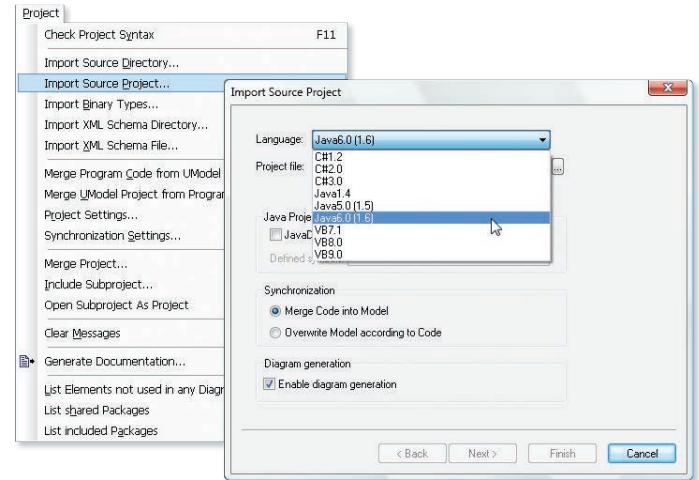 Project
Check Project Syntax F11
Import Source Directory...
Import Source Project...
Import Binary Types...
Import XML Schema Directory...
Import XML Schema File...
Merge Program Code from UModel
Merge UModel Project from Program
Project Settings...
Synchronization Settings...
Merge Project...
Include Subproject...
Open Subproject As Project
Clear Messages
Generate Documentation...
List Elements not used in any Diagr
List shared Packages
List included Packages
Import Source Project
Language: Java6.0 (1.6)
C#1.2
Project file: C#2.0
...
C#3.0
Java1.4
Java5.0 (1.5)
Java Proje Java6.0 (1.6)
JavaD VB7.1
VB8.0
Defined VB9.0
Synchronization
Merge Code into Model
Overwrite Model according to Code
Diagram generation
Enable diagram generation
< Back Next > Finish Cancel